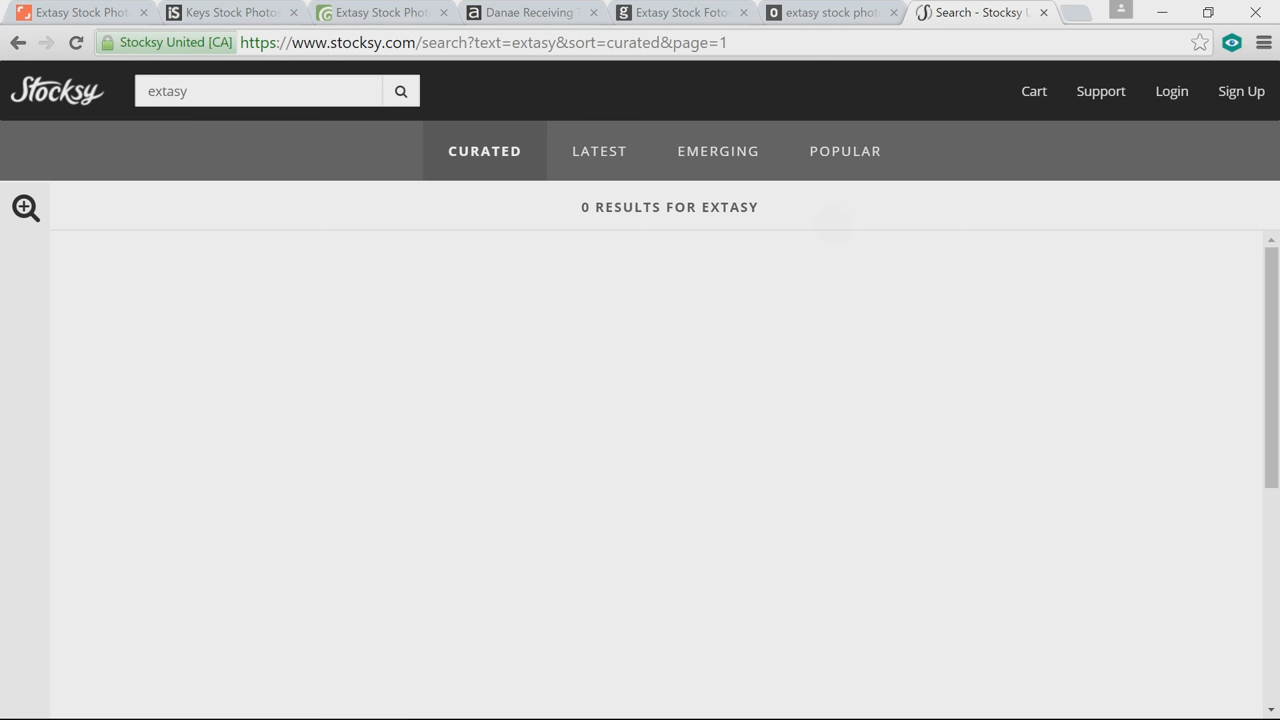 Extasy Stock Phot
Keys Stock Photo
Extasy Stock Phot
Danae Receiving T
Extasy Stock Foto
extasy stock phot
Search - Stocksy U
Stocksy United [CA] https://www.stocksy.com/search?text=extasy&sort=curated&page=1
Stocksy
extasy
Cart Support Login Sign Up
CURATED LATEST EMERGING POPULAR
0 RESULTS FOR EXTASY